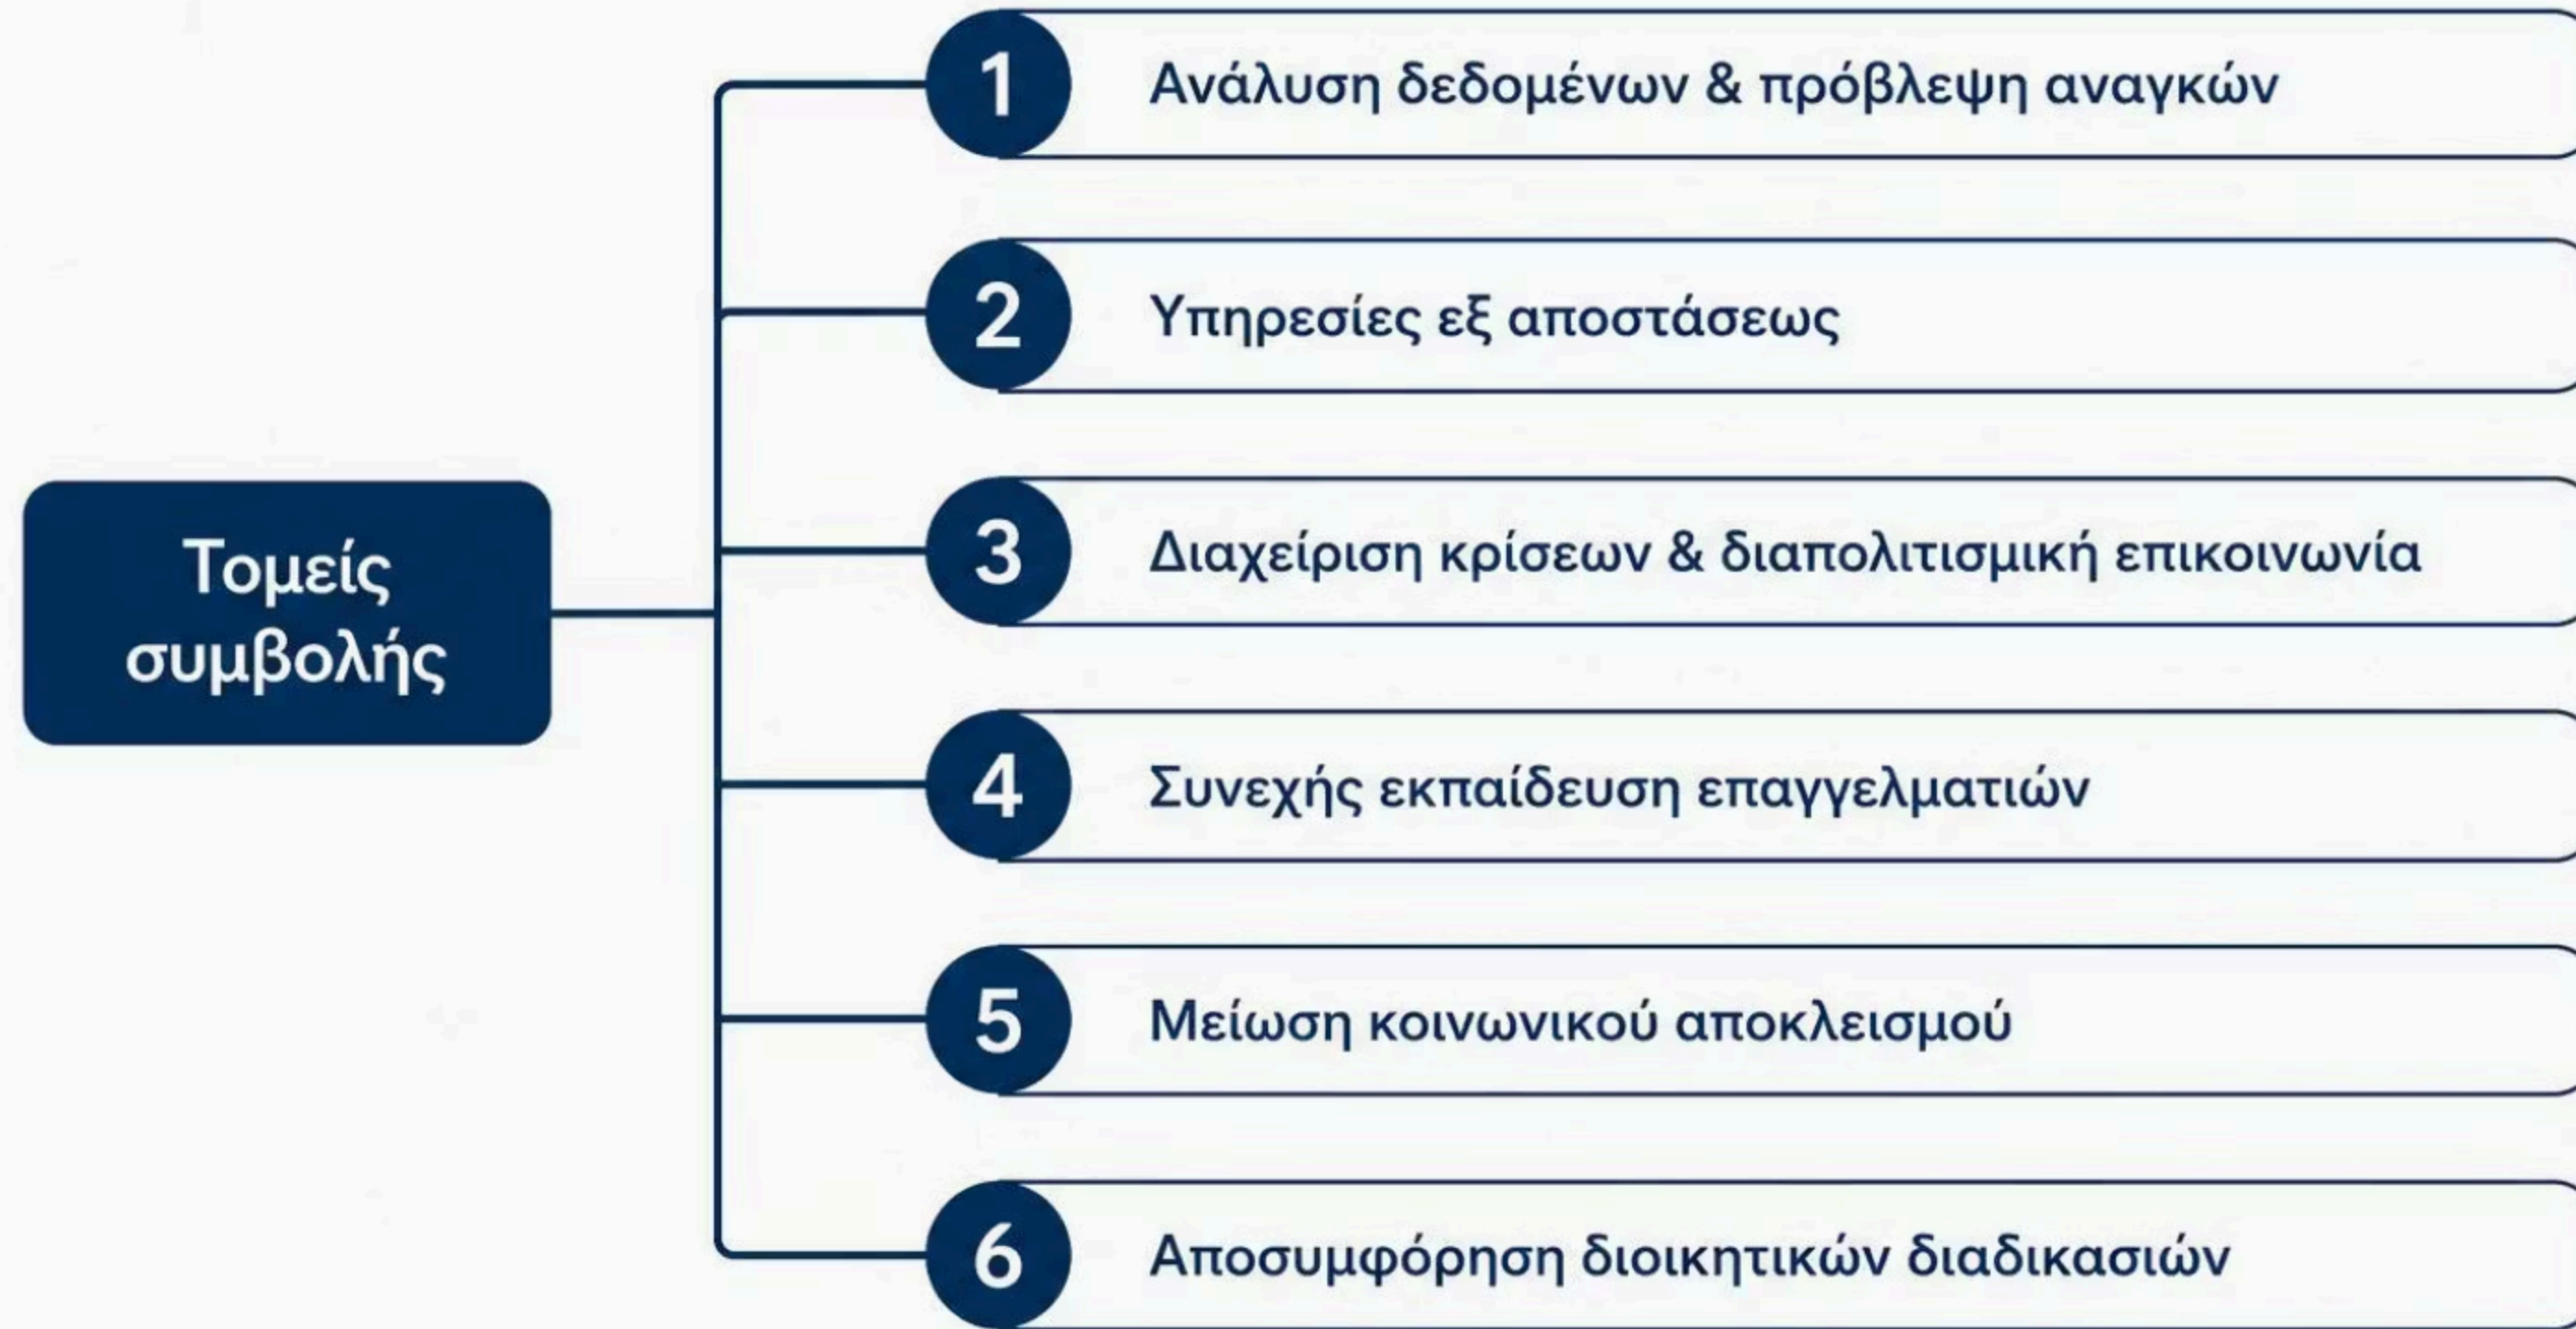 Τομείς
συμβολής
1
Ανάλυση δεδομένων & πρόβλεψη αναγκών
2
Υπηρεσίες εξ αποστάσεως
3
Διαχείριση κρίσεων & διαπολιτισμική επικοινωνία
4
Συνεχής εκπαίδευση επαγγελματιών
5
Μείωση κοινωνικού αποκλεισμού
6
Αποσυμφόρηση διοικητικών διαδικασιών